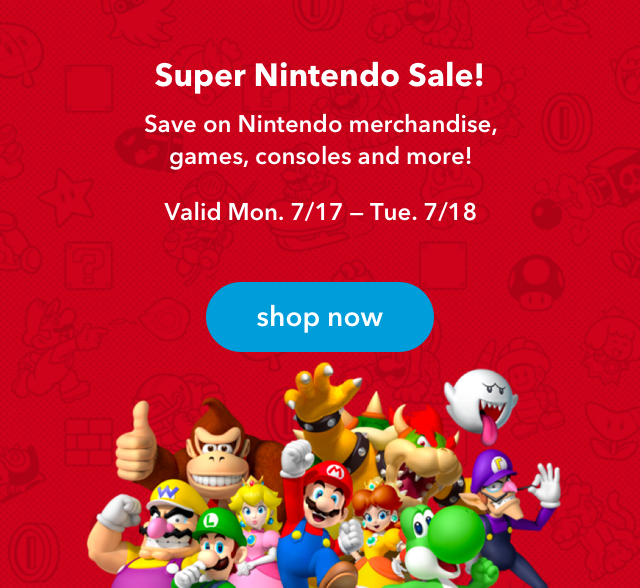 Super Nintendo Sale!
Save on Nintendo merchandise,
games, consoles and more!
Valid Mon. 7/17 – Tue. 7/18
shop now
?
M
W
L